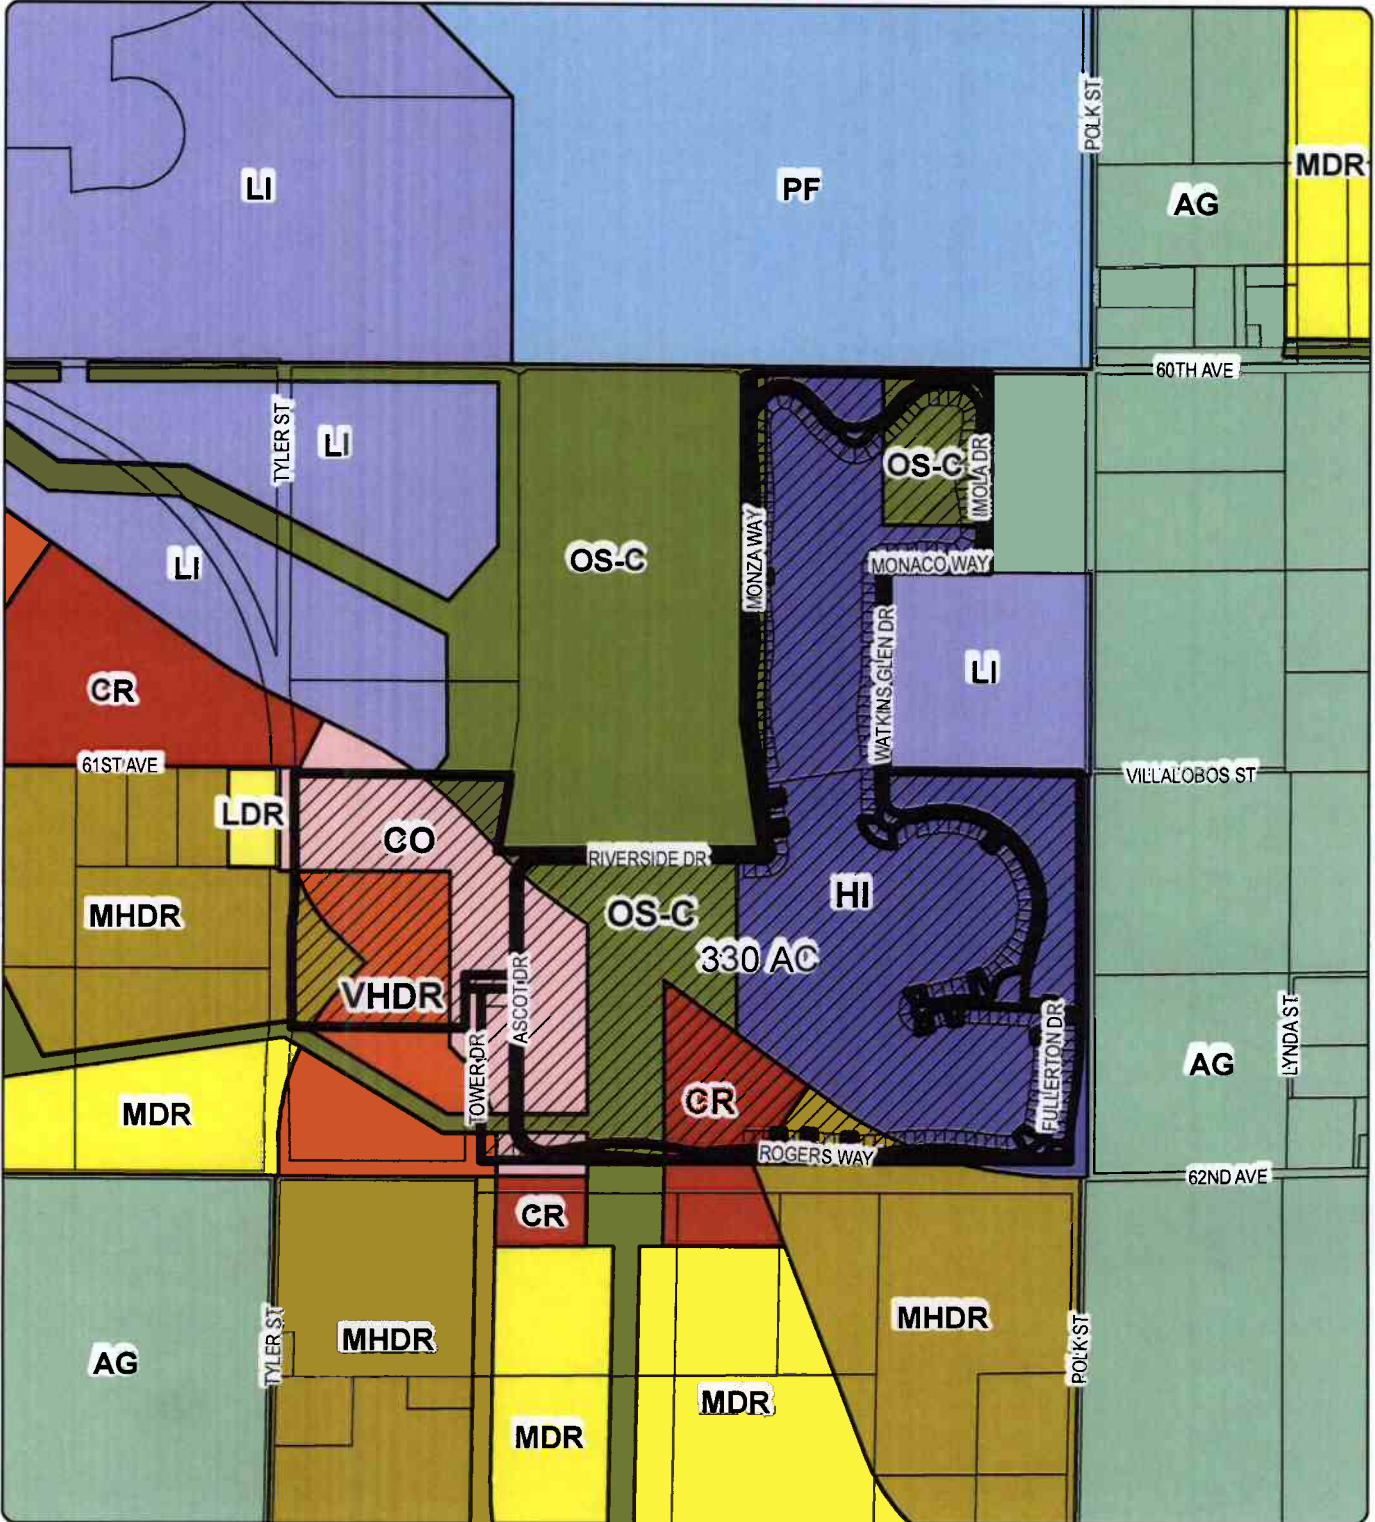 POLK ST
MDR
LI
PF
AG
60TH AVE
TYLER ST
LI
OS-C
IMOLA DR
MONZA WAY
OS-C
LI
MONACO WAY
WATKINS GLEN DR
LI
CR
61ST AVE
VILLALOBOS ST
LDR
CO
RIVERSIDE DR
HI
MHDR
OS-C
330 AC
VHDR
ASCOT DR
TOWER DR
FULLERTON DR
LYNDA ST
AG
CR
MDR
ROGERS WAY
62ND AVE
CR
MHDR
MHDR
TYLER ST
POLK ST
AG
MDR
MDR